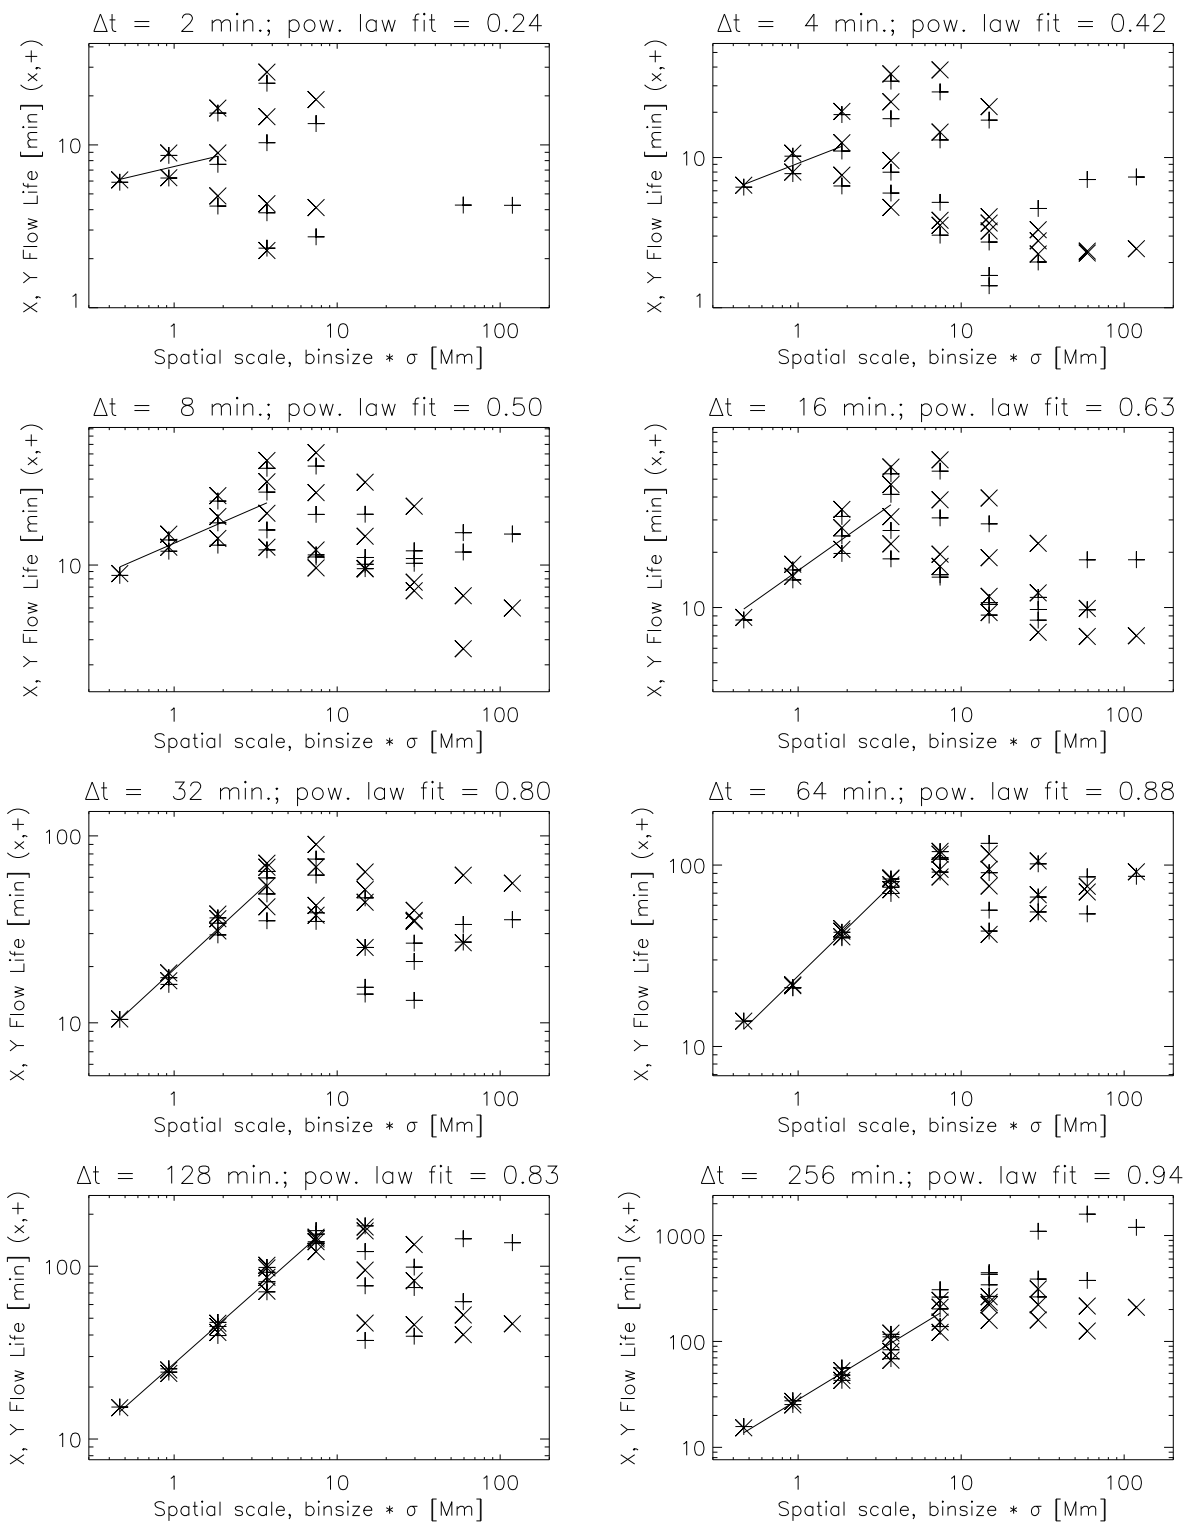 Δt = 2 min.; pow. law fit = 0.24
X, Y Flow Life [min] (x,+)
10
1
1
10
100
Spatial scale, binsize * σ [Mm]
Δt = 4 min.; pow. law fit = 0.42
X, Y Flow Life [min] (x,+)
10
1
1
10
100
Spatial scale, binsize * σ [Mm]
Δt = 8 min.; pow. law fit = 0.50
X, Y Flow Life [min] (x,+)
10
1
10
100
Spatial scale, binsize * σ [Mm]
Δt = 16 min.; pow. law fit = 0.63
X, Y Flow Life [min] (x,+)
10
1
10
100
Spatial scale, binsize * σ [Mm]
Δt = 32 min.; pow. law fit = 0.80
X, Y Flow Life [min] (x,+)
100
10
1
10
100
Spatial scale, binsize * σ [Mm]
Δt = 64 min.; pow. law fit = 0.88
X, Y Flow Life [min] (x,+)
100
10
1
10
100
Spatial scale, binsize * σ [Mm]
Δt = 128 min.; pow. law fit = 0.83
X, Y Flow Life [min] (x,+)
100
10
1
10
100
Spatial scale, binsize * σ [Mm]
Δt = 256 min.; pow. law fit = 0.94
X, Y Flow Life [min] (x,+)
1000
100
10
1
10
100
Spatial scale, binsize * σ [Mm]